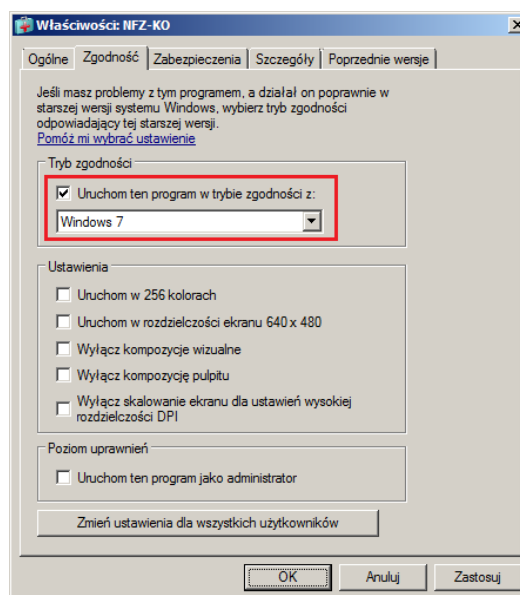 Właściwości: NFZ-KO
Ogólne Zgodność Zabezpieczenia Szczegóły Poprzednie wersje
Jeśli masz problemy z tym programem, a działał on poprawnie w
starszej wersji systemu Windows, wybierz tryb zgodności
odpowiadający tej starszej wersji.
Pomóż mi wybrać ustawienie
Tryb zgodności
Uruchom ten program w trybie zgodności z:
Windows 7
Ustawienia
Uruchom w 256 kolorach
Uruchom w rozdzielczości ekranu 640 x 480
Wyłącz kompozycje wizualne
Wyłącz kompozycję pulpitu
Wyłącz skalowanie ekranu dla ustawień wysokiej
rozdzielczości DPI
Poziom uprawnień
Uruchom ten program jako administrator
Zmień ustawienia dla wszystkich użytkowników
OK Anuluj Zastosuj